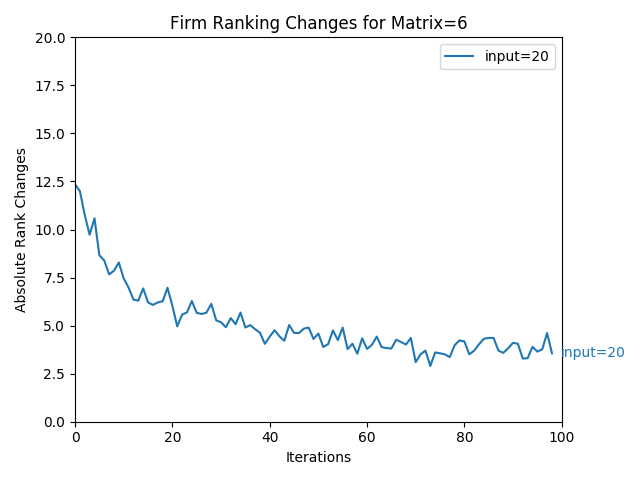 Firm Ranking Changes for Matrix=6
input=20
Absolute Rank Changes
20.0
17.5
15.0
12.5
10.0
7.5
5.0
2.5
0.0
input=20
0 20 40 60 80 100
Iterations